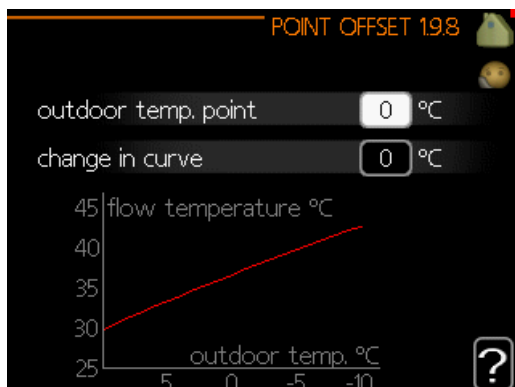 POINT OFFSET 1.9.8
outdoor temp. point 0 °C
change in curve 0 °C
45 flow temperature °C
40
35
30
25 outdoor temp. °C
5 0 -5 -10
?